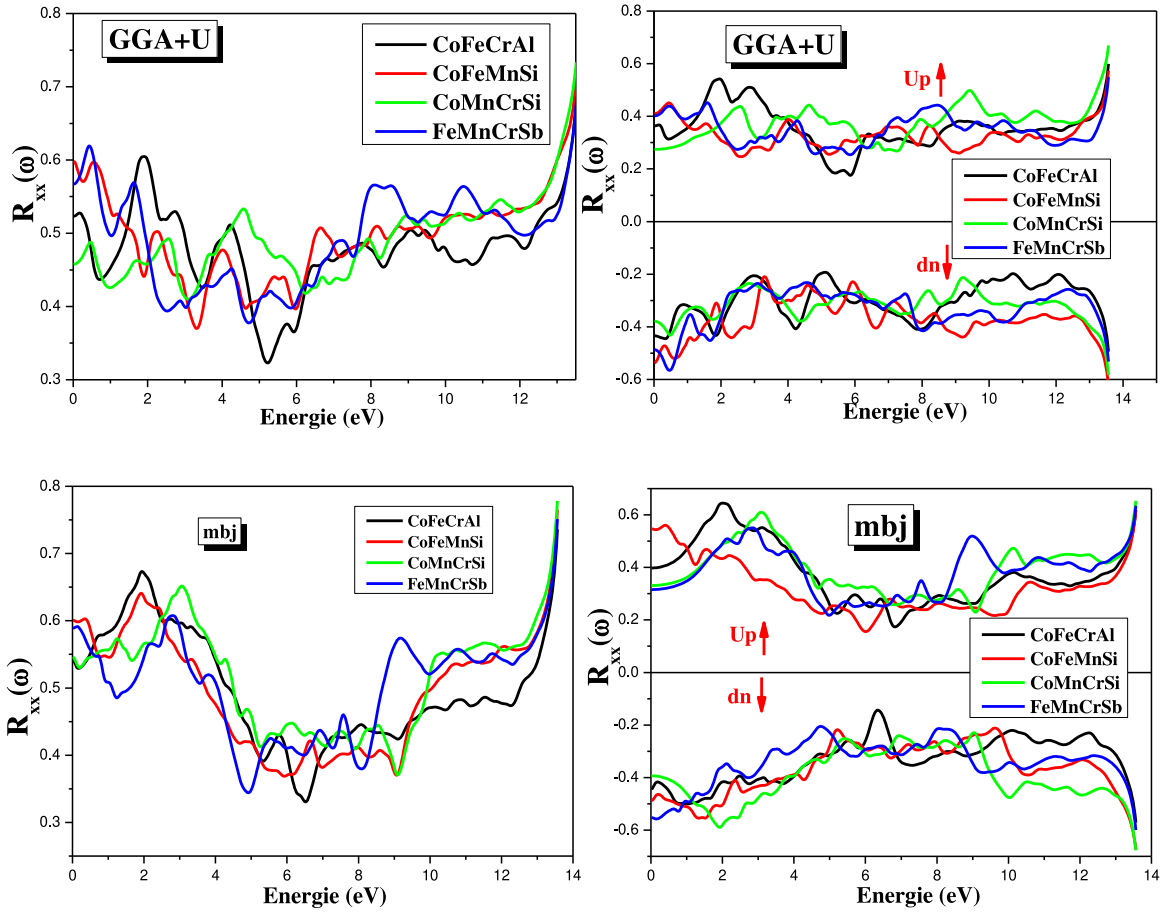 GGA+U
CoFeCrAl
CoFeMnSi
CoMnCrSi
FeMnCrSb
R_xx(ω)
0.8
0.7
0.6
0.5
0.4
0.3
0 2 4 6 8 10 12
Energie (eV)
GGA+U
Up
dn
CoFeCrAl
CoFeMnSi
CoMnCrSi
FeMnCrSb
R_xx(ω)
0.8
0.6
0.4
0.2
0.0
-0.2
-0.4
-0.6
0 2 4 6 8 10 12 14
Energie (eV)
mbj
CoFeCrAl
CoFeMnSi
CoMnCrSi
FeMnCrSb
R_xx(ω)
0.8
0.7
0.6
0.5
0.4
0.3
0 2 4 6 8 10 12 14
Energie (eV)
mbj
Up
dn
CoFeCrAl
CoFeMnSi
CoMnCrSi
FeMnCrSb
R_xx(ω)
0.6
0.4
0.2
0.0
-0.2
-0.4
-0.6
0 2 4 6 8 10 12 14
Energie (eV)